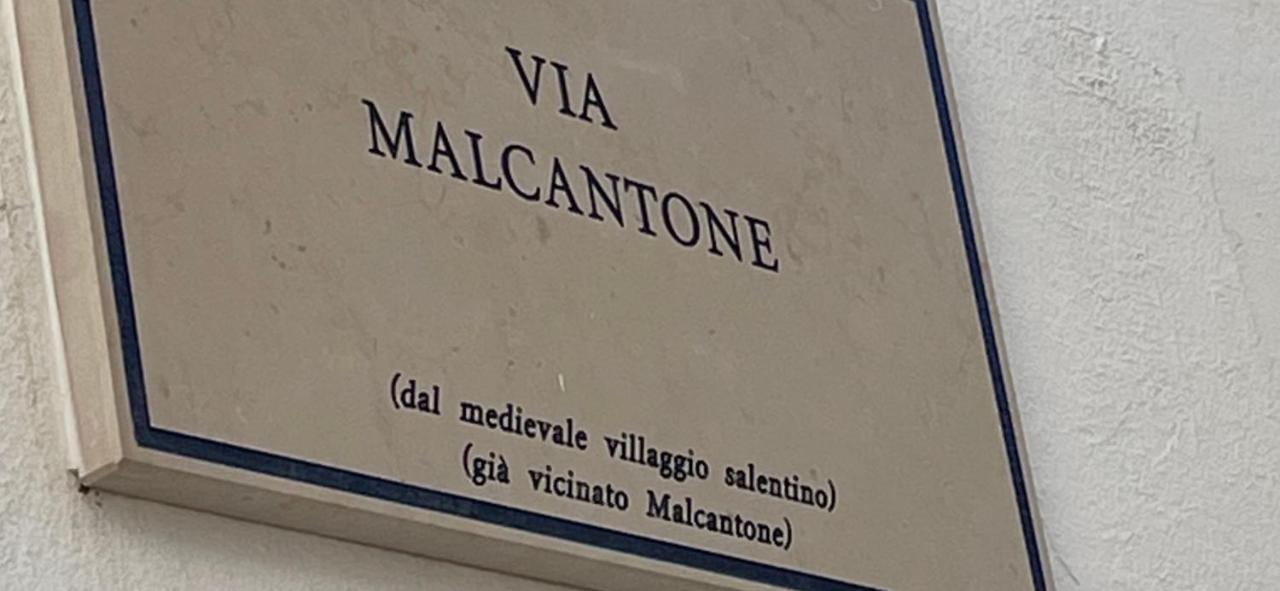 VIA
MALCANTONE
(dal medievale villaggio salentino)
(già vicinato Malcantone)